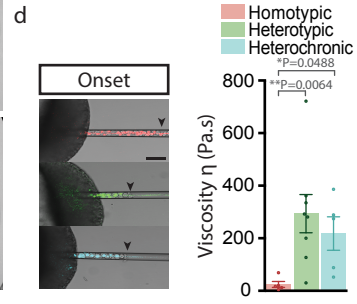 d
Onset
Homotypic
Heterotypic
Heterochronic
*P=0.0488
**P=0.0064
Viscosity η (Pa.s)
800
600
400
200
0